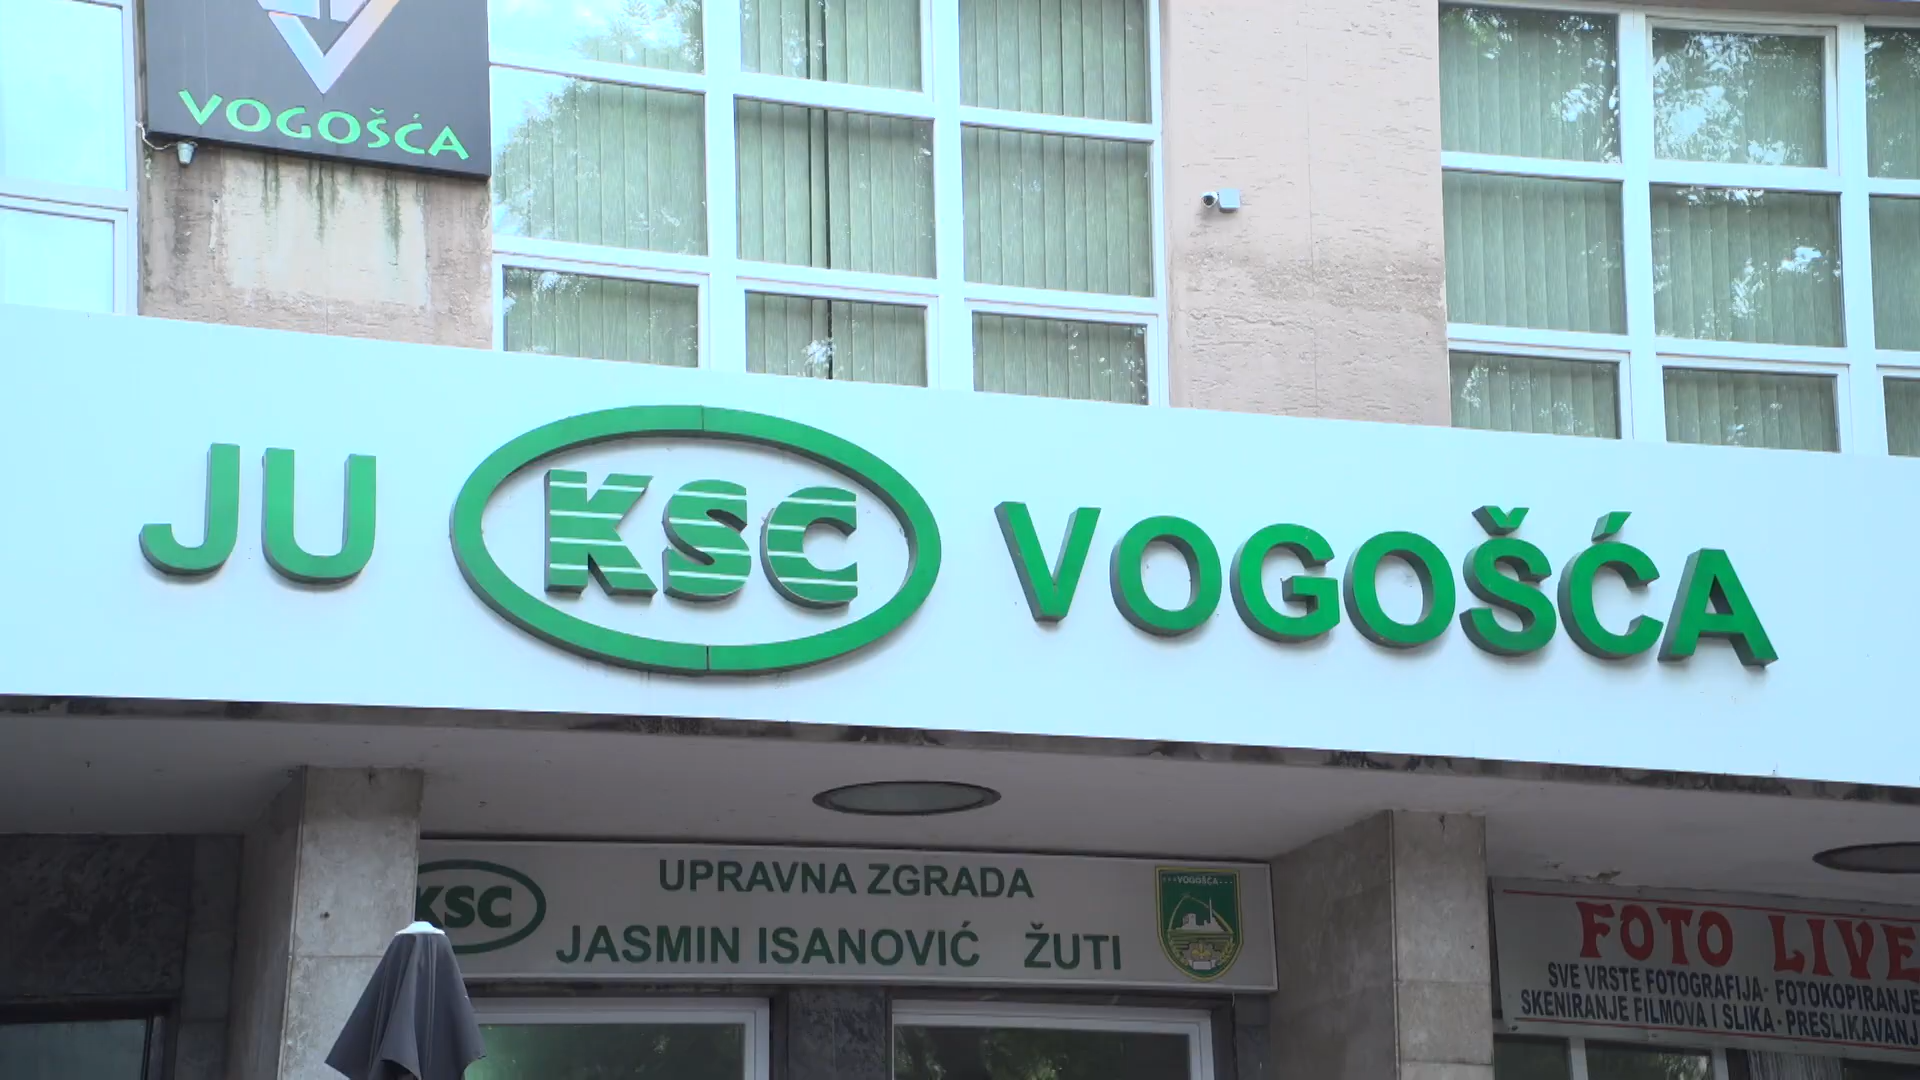 VOGOŠĆA
JU KSC VOGOŠĆA
KSC
UPRAVNA ZGRADA
JASMIN ISANOVIĆ ŽUTI
VOGOŠĆA
FOTO LIVE
SVE VRSTE FOTOGRAFIJA · FOTOKOPIRANJE
SKENIRANJE FILMOVA I SLIKA · PRESLIKAVANJ